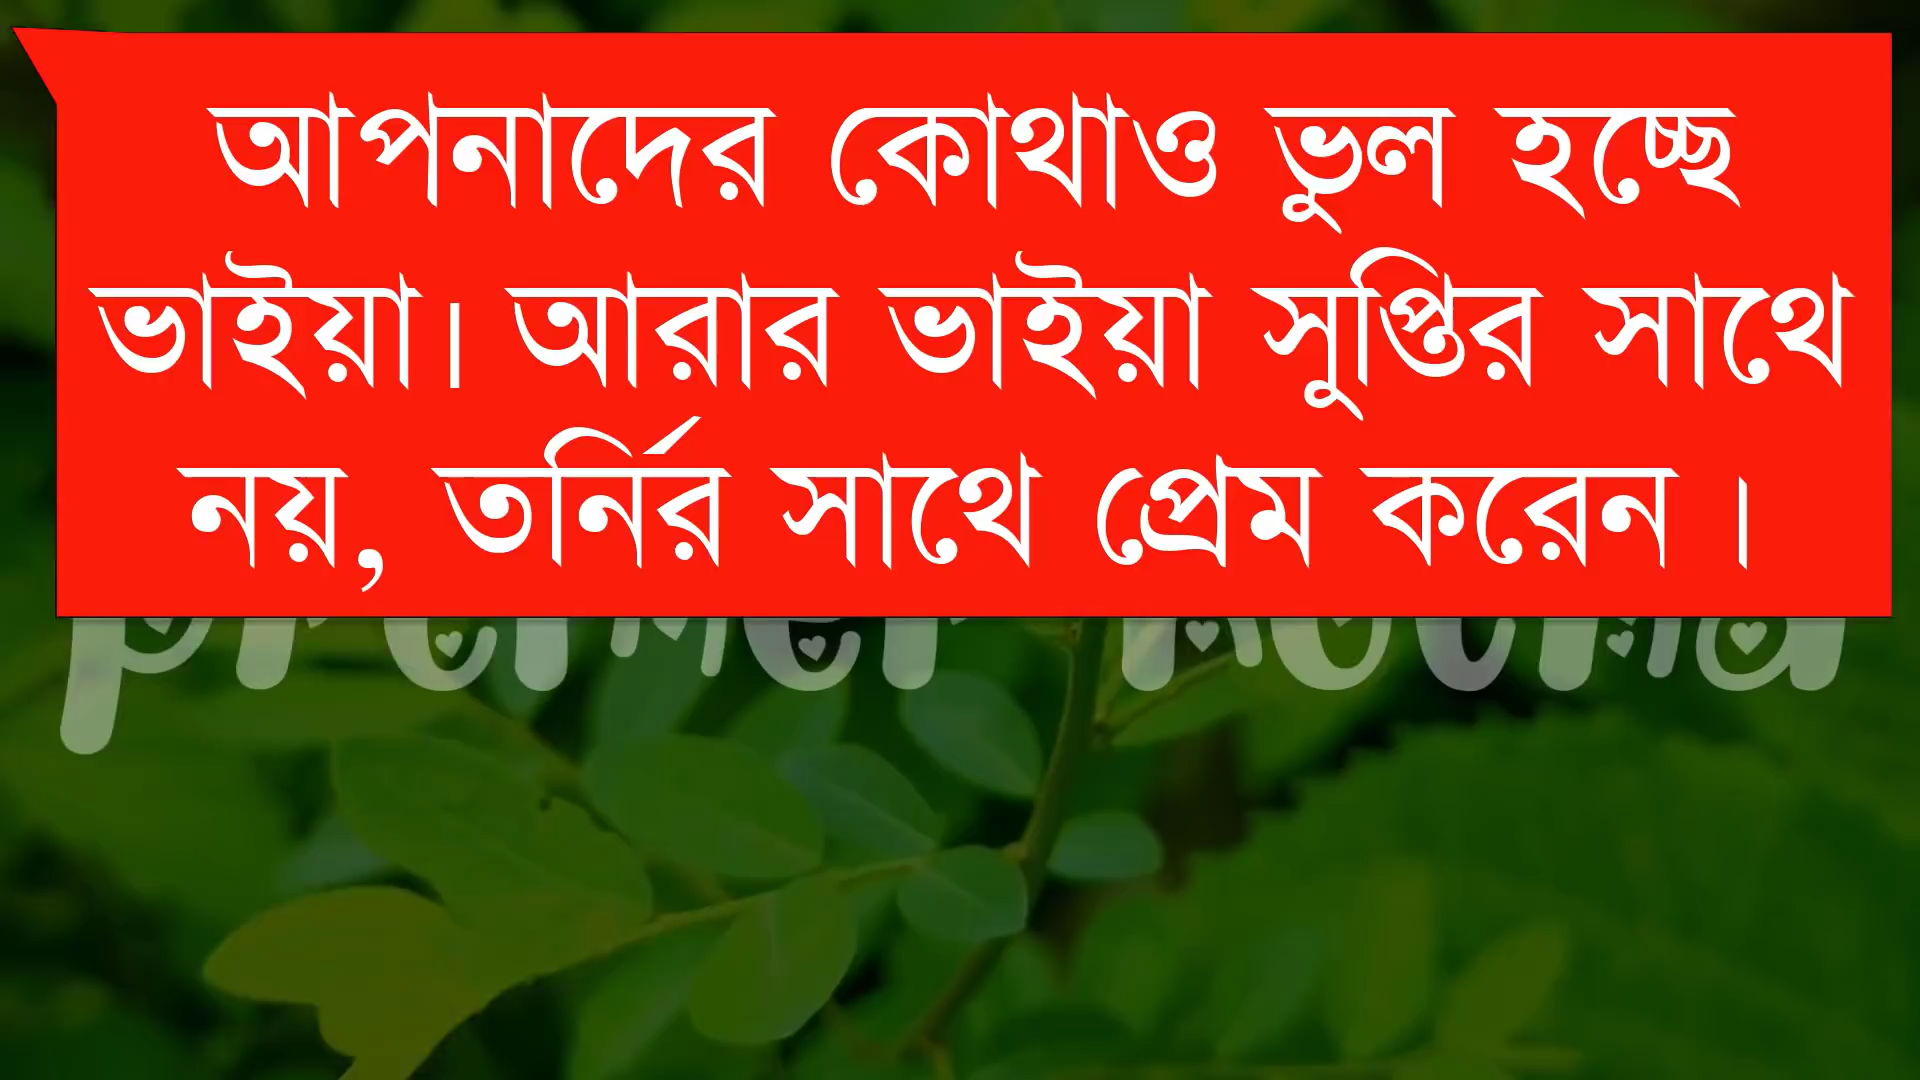 আপনাদের কোথাও ভুল হচ্ছে
ভাইয়া। আরার ভাইয়া সুপ্তির সাথে
নয়, তর্নির সাথে প্রেম করেন ।